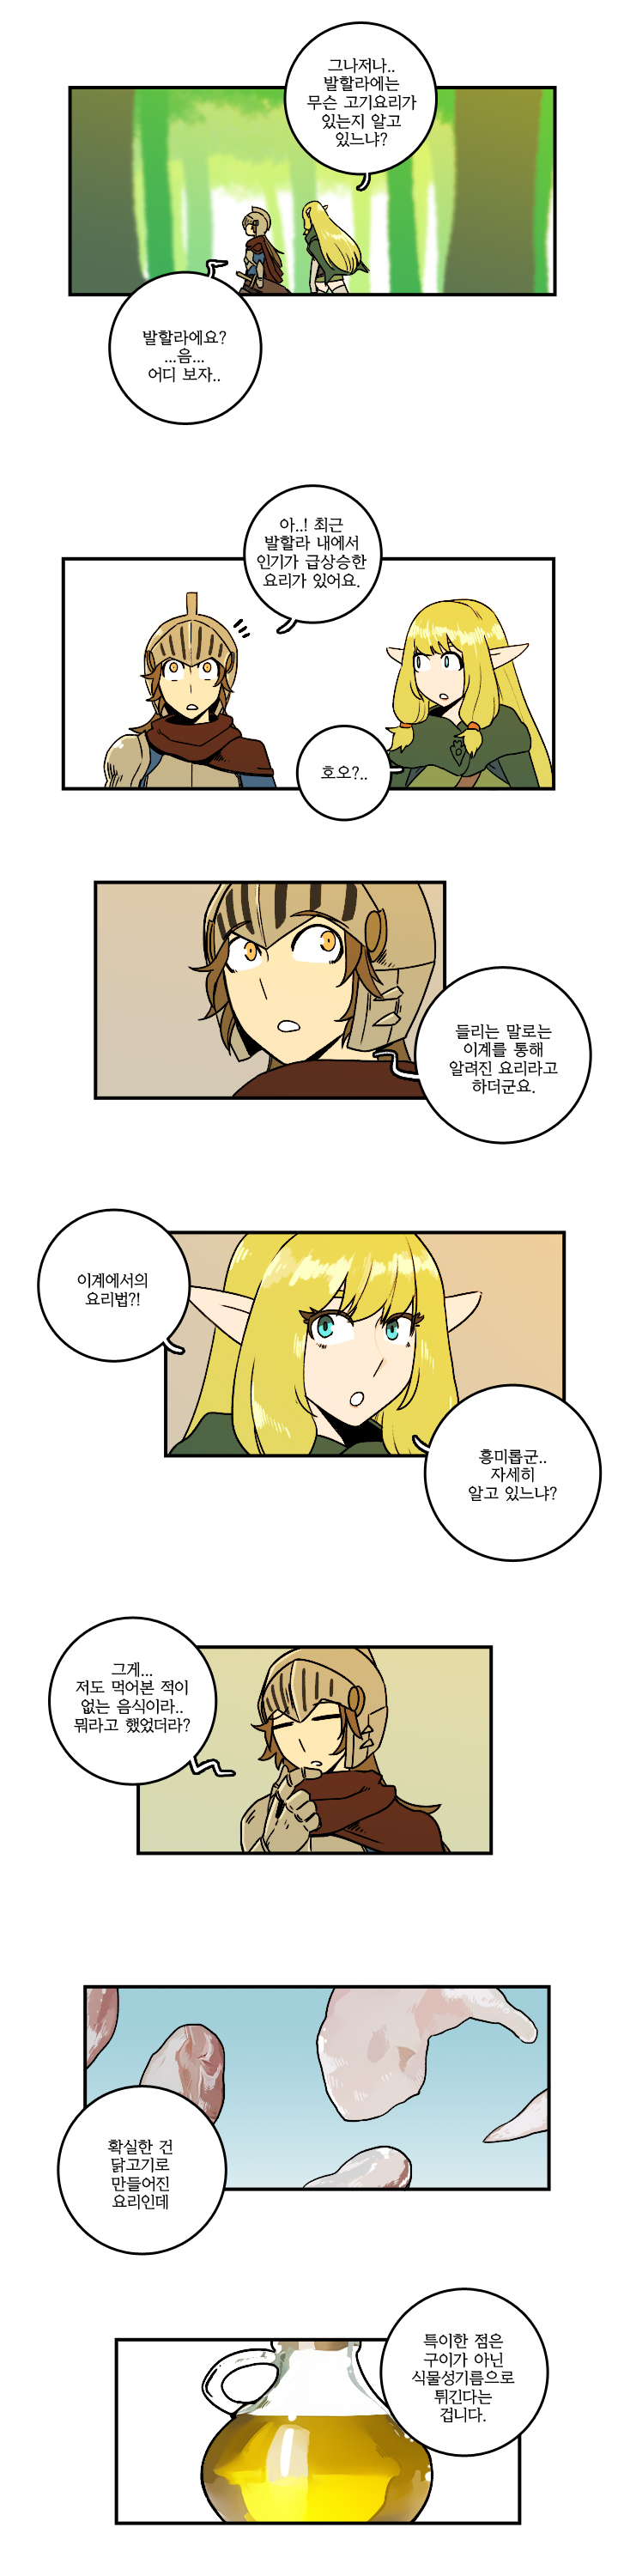 그나저나..
발할라에는
무슨 고기요리가
있는지 알고
있느냐?
발할라에요?
...음...
어디 보자..
아..! 최근
발할라 내에서
인기가 급상승한
요리가 있어요.
호오?..
들리는 말로는
이계를 통해
알려진 요리라고
하더군요.
이계에서의
요리법?!
흥미롭군..
자세히
알고 있느냐?
그게...
저도 먹어본 적이
없는 음식이라..
뭐라고 했었더라?
확실한 건
닭고기로
만들어진
요리인데
특이한 점은
구이가 아닌
식물성기름으로
튀긴다는
겁니다.